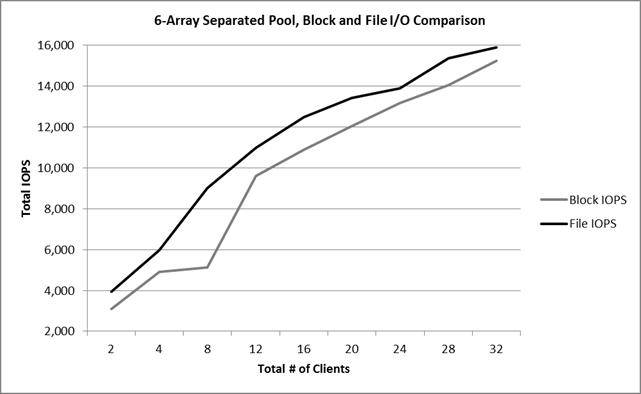 6-Array Separated Pool, Block and File I/O Comparison
16,000
14,000
12,000
10,000
8,000
6,000
4,000
2,000
Total IOPS
2 4 8 12 16 20 24 28 32
Total # of Clients
Block IOPS
File IOPS